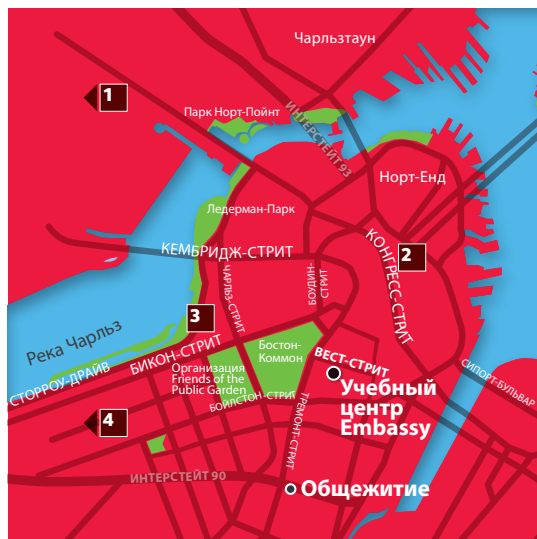 Чарльзтаун
1
Парк Норт-Пойнт
ИНТЕРСТЕЙТ 93
Норт-Енд
Ледерман-Парк
КЕМБРИДЖ-СТРИТ
КОНГРЕСС-СТРИТ
2
ЧАРЛЬЗ-СТРИТ
БОУДИН-
СТРИТ
3
Река Чарльз
БИКОН-СТРИТ
Бостон-
Коммон
ВЕСТ-СТРИТ
СТОРРОУ-ДРАЙВ
Организация
Friends of the
Public Garden
СИПОРТ-БУЛЬВАР
Учебный
центр
Embassy
БОЙЛСТОН-СТРИТ
ТРЕМОНТ-СТРИТ
4
ИНТЕРСТЕЙТ 90
Общежитие